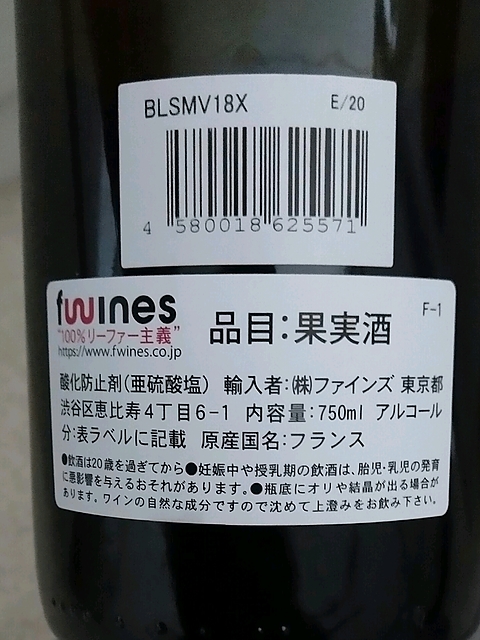 BLSMV18X E/20
4 580018 625571
fwines F-1
"100%リーファー主義" 品目:果実酒
https://www.fwines.co.jp
酸化防止剤(亜硫酸塩) 輸入者:㈱ファインズ 東京都
渋谷区恵比寿4丁目6-1 内容量:750ml アルコール
分:表ラベルに記載 原産国名:フランス
●飲酒は20歳を過ぎてから●妊娠中や授乳期の飲酒は、胎児・乳児の発育
に悪影響を与えるおそれがあります。●瓶底にオリや結晶が出る場合が
あります。ワインの自然な成分ですので沈めて上澄みをお飲み下さい。